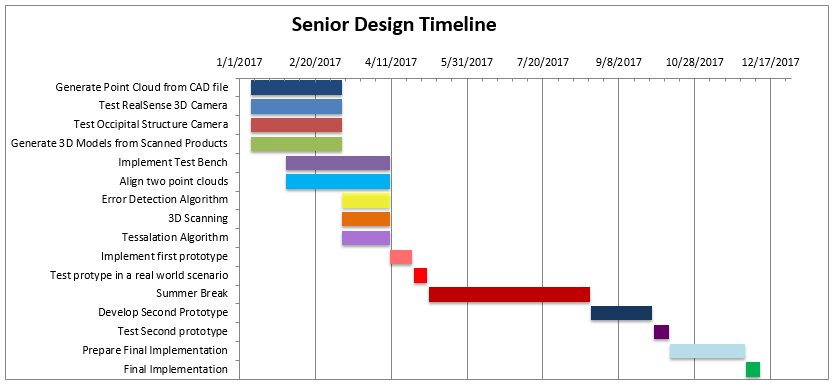 Senior Design Timeline
1/1/2017 2/20/2017 4/11/2017 5/31/2017 7/20/2017 9/8/2017 10/28/2017 12/17/2017
Generate Point Cloud from CAD file
Test RealSense 3D Camera
Test Occipital Structure Camera
Generate 3D Models from Scanned Products
Implement Test Bench
Align two point clouds
Error Detection Algorithm
3D Scanning
Tessalation Algorithm
Implement first prototype
Test protype in a real world scenario
Summer Break
Develop Second Prototype
Test Second prototype
Prepare Final Implementation
Final Implementation